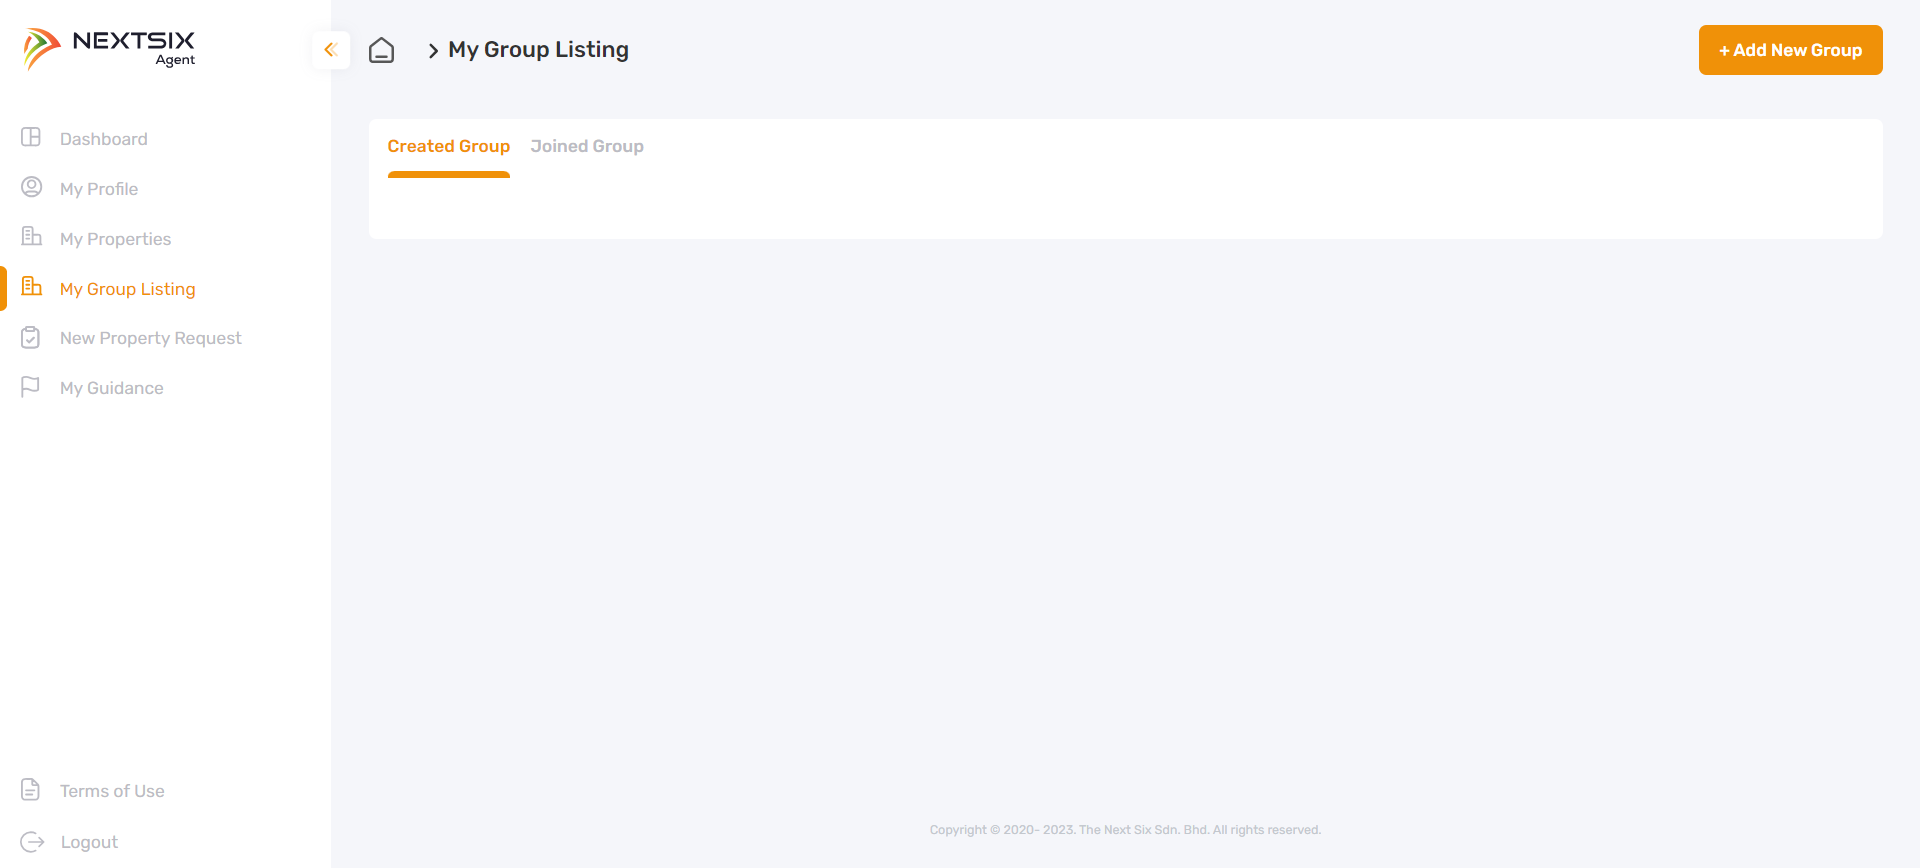 NEXTSIX
Agent
My Group Listing
+ Add New Group
Dashboard
My Profile
My Properties
My Group Listing
New Property Request
My Guidance
Created Group
Joined Group
Terms of Use
Logout
Copyright © 2020- 2023. The Next Six Sdn. Bhd. All rights reserved.